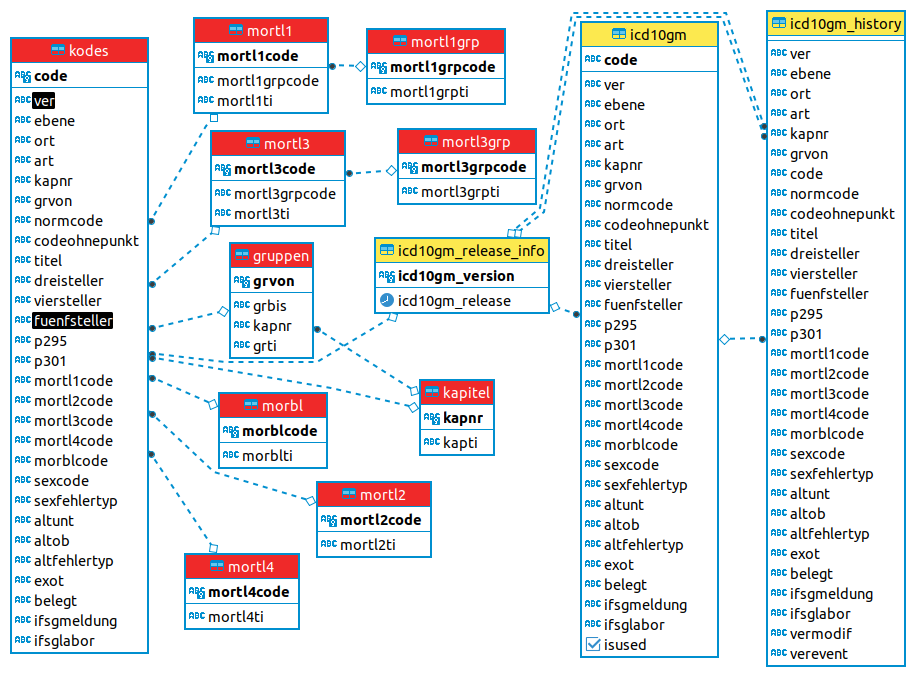 kodes
code
ver
ebene
ort
art
kapnr
grvon
normcode
codeohnepunkt
titel
dreisteller
viersteller
fuenfsteller
p295
p301
mortl1code
mortl2code
mortl3code
mortl4code
morblcode
sexcode
sexfehlertyp
altunt
altob
altfehlertyp
exot
belegt
ifsgmeldung
ifsglabor
mortl1
mortl1code
mortl1grpcode
mortl1ti
mortl1grp
mortl1grpcode
mortl1grpti
mortl3
mortl3code
mortl3grpcode
mortl3ti
mortl3grp
mortl3grpcode
mortl3grpti
gruppen
grvon
grbis
kapnr
grti
icd10gm_release_info
icd10gm_version
icd10gm_release
kapitel
kapnr
kapti
morbl
morblcode
morblti
mortl2
mortl2code
mortl2ti
mortl4
mortl4code
mortl4ti
icd10gm
code
ver
ebene
ort
art
kapnr
grvon
normcode
codeohnepunkt
titel
dreisteller
viersteller
fuenfsteller
p295
p301
mortl1code
mortl2code
mortl3code
mortl4code
morblcode
sexcode
sexfehlertyp
altunt
altob
altfehlertyp
exot
belegt
ifsgmeldung
ifsglabor
isused
icd10gm_history
ver
ebene
ort
art
kapnr
grvon
code
normcode
codeohnepunkt
titel
dreisteller
viersteller
fuenfsteller
p295
p301
mortl1code
mortl2code
mortl3code
mortl4code
morblcode
sexcode
sexfehlertyp
altunt
altob
altfehlertyp
exot
belegt
ifsgmeldung
ifsglabor
vermodif
verevent